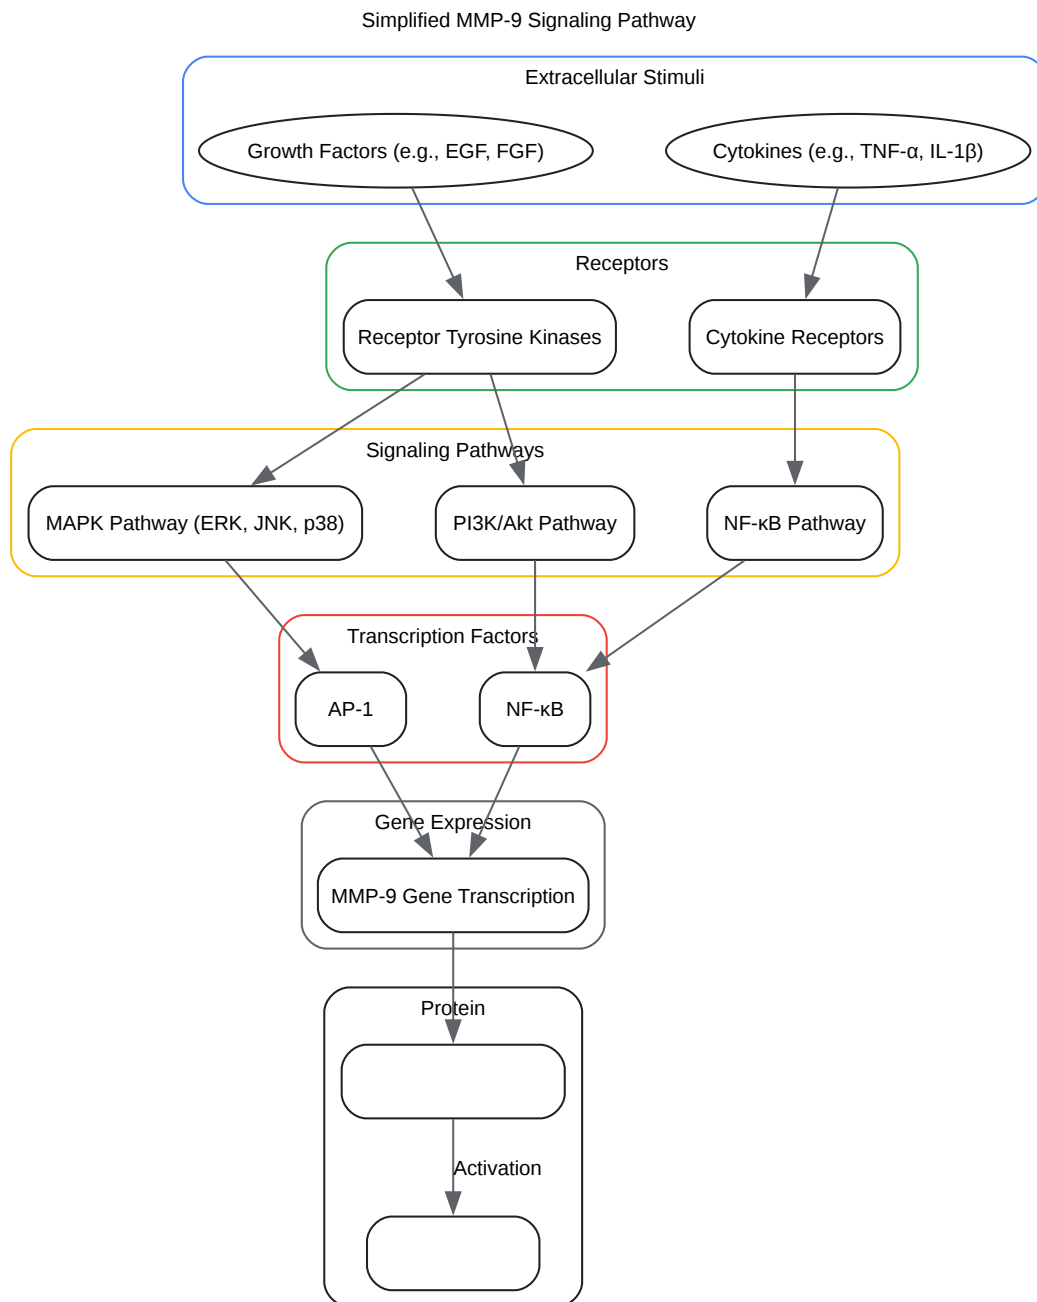 Simplified MMP-9 Signaling Pathway
Extracellular Stimuli
Growth Factors (e.g., EGF, FGF)
Cytokines (e.g., TNF-α, IL-1β)
Receptors
Receptor Tyrosine Kinases
Cytokine Receptors
Signaling Pathways
MAPK Pathway (ERK, JNK, p38)
PI3K/Akt Pathway
NF-κB Pathway
Transcription Factors
AP-1
NF-κB
Gene Expression
MMP-9 Gene Transcription
Protein
Activation